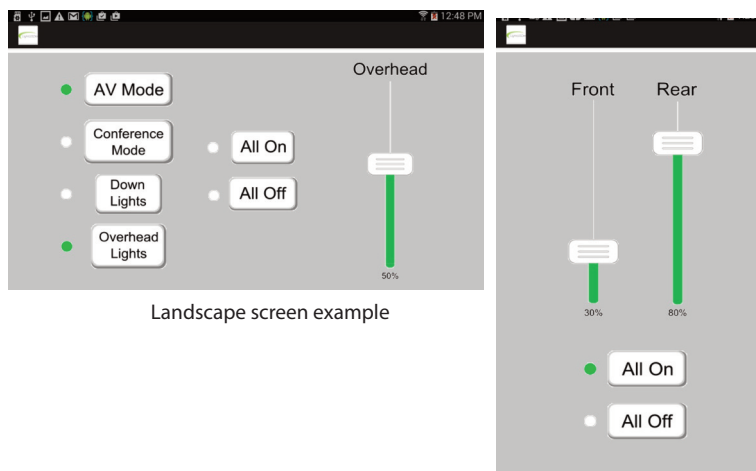 12:48 PM
AV Mode
Conference
Mode
Down
Lights
Overhead
Lights
All On
All Off
Overhead
50%
Landscape screen example
Front Rear
30% 80%
All On
All Off